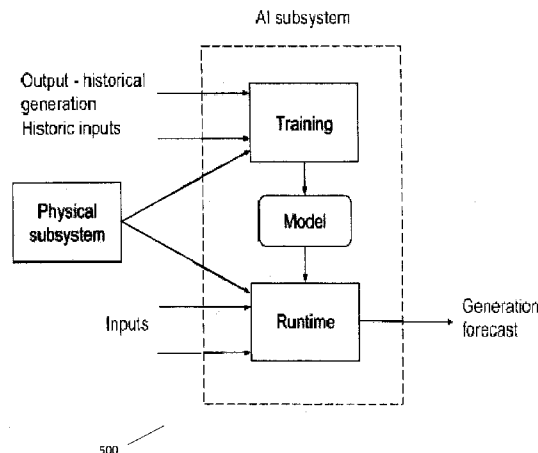 AI subsystem
Output - historical
generation
Historic inputs
Training
Physical
subsystem
Model
Inputs
Runtime
Generation
forecast
500